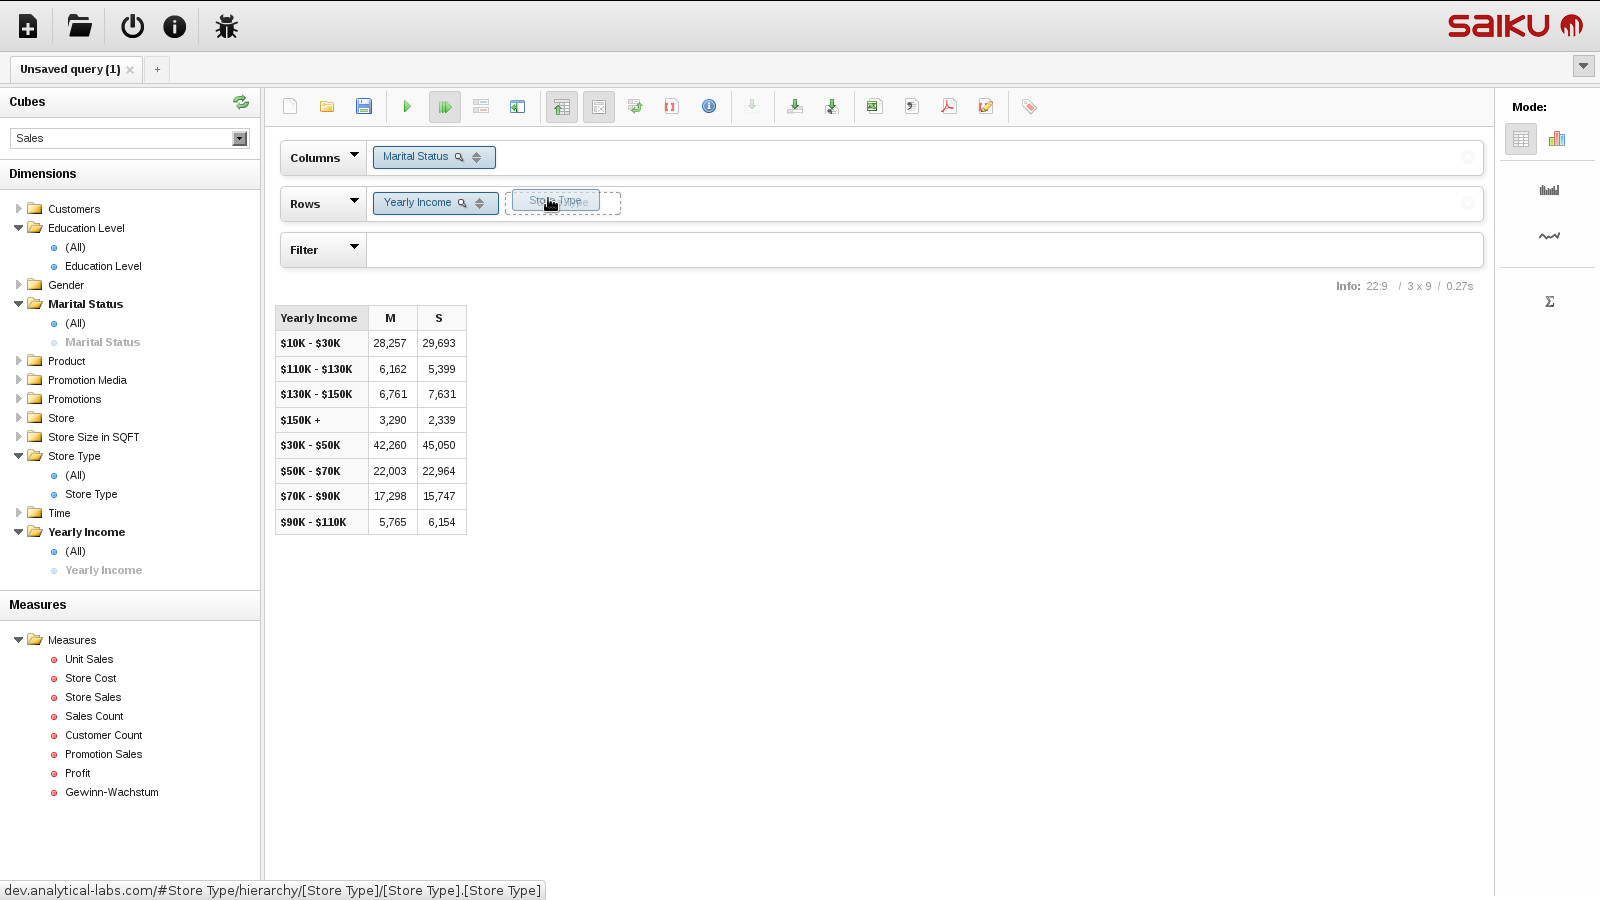 SAIKU
Unsaved query (1)
+
Cubes
Sales
Dimensions
Customers
Education Level
(All)
Education Level
Gender
Marital Status
(All)
Marital Status
Product
Promotion Media
Promotions
Store
Store Size in SQFT
Store Type
(All)
Store Type
Time
Yearly Income
(All)
Yearly Income
Measures
Measures
Unit Sales
Store Cost
Store Sales
Sales Count
Customer Count
Promotion Sales
Profit
Gewinn-Wachstum
Columns Marital Status
Rows Yearly Income Store Type
Filter
Info: 22:9 / 3 x 9 / 0.27s
Yearly Income M S
$10K - $30K 28,257 29,693
$110K - $130K 6,162 5,399
$130K - $150K 6,761 7,631
$150K + 3,290 2,339
$30K - $50K 42,260 45,050
$50K - $70K 22,003 22,964
$70K - $90K 17,298 15,747
$90K - $110K 5,765 6,154
Mode:
Σ
dev.analytical-labs.com/#Store Type/hierarchy/[Store Type]/[Store Type].[Store Type]